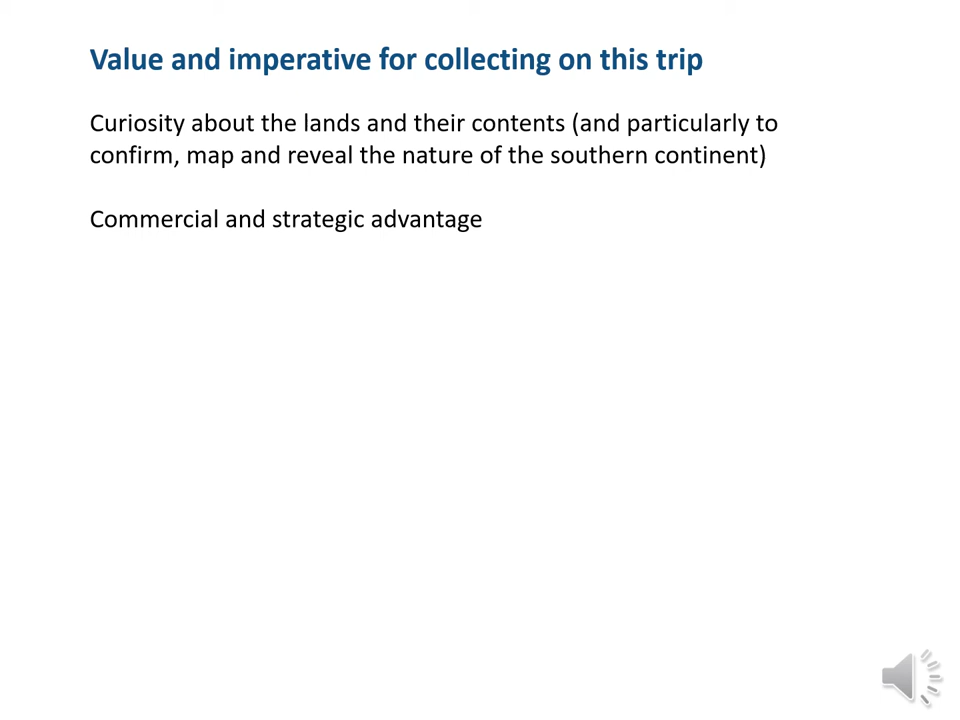 Value and imperative for collecting on this trip
Curiosity about the lands and their contents (and particularly to
confirm, map and reveal the nature of the southern continent)
Commercial and strategic advantage